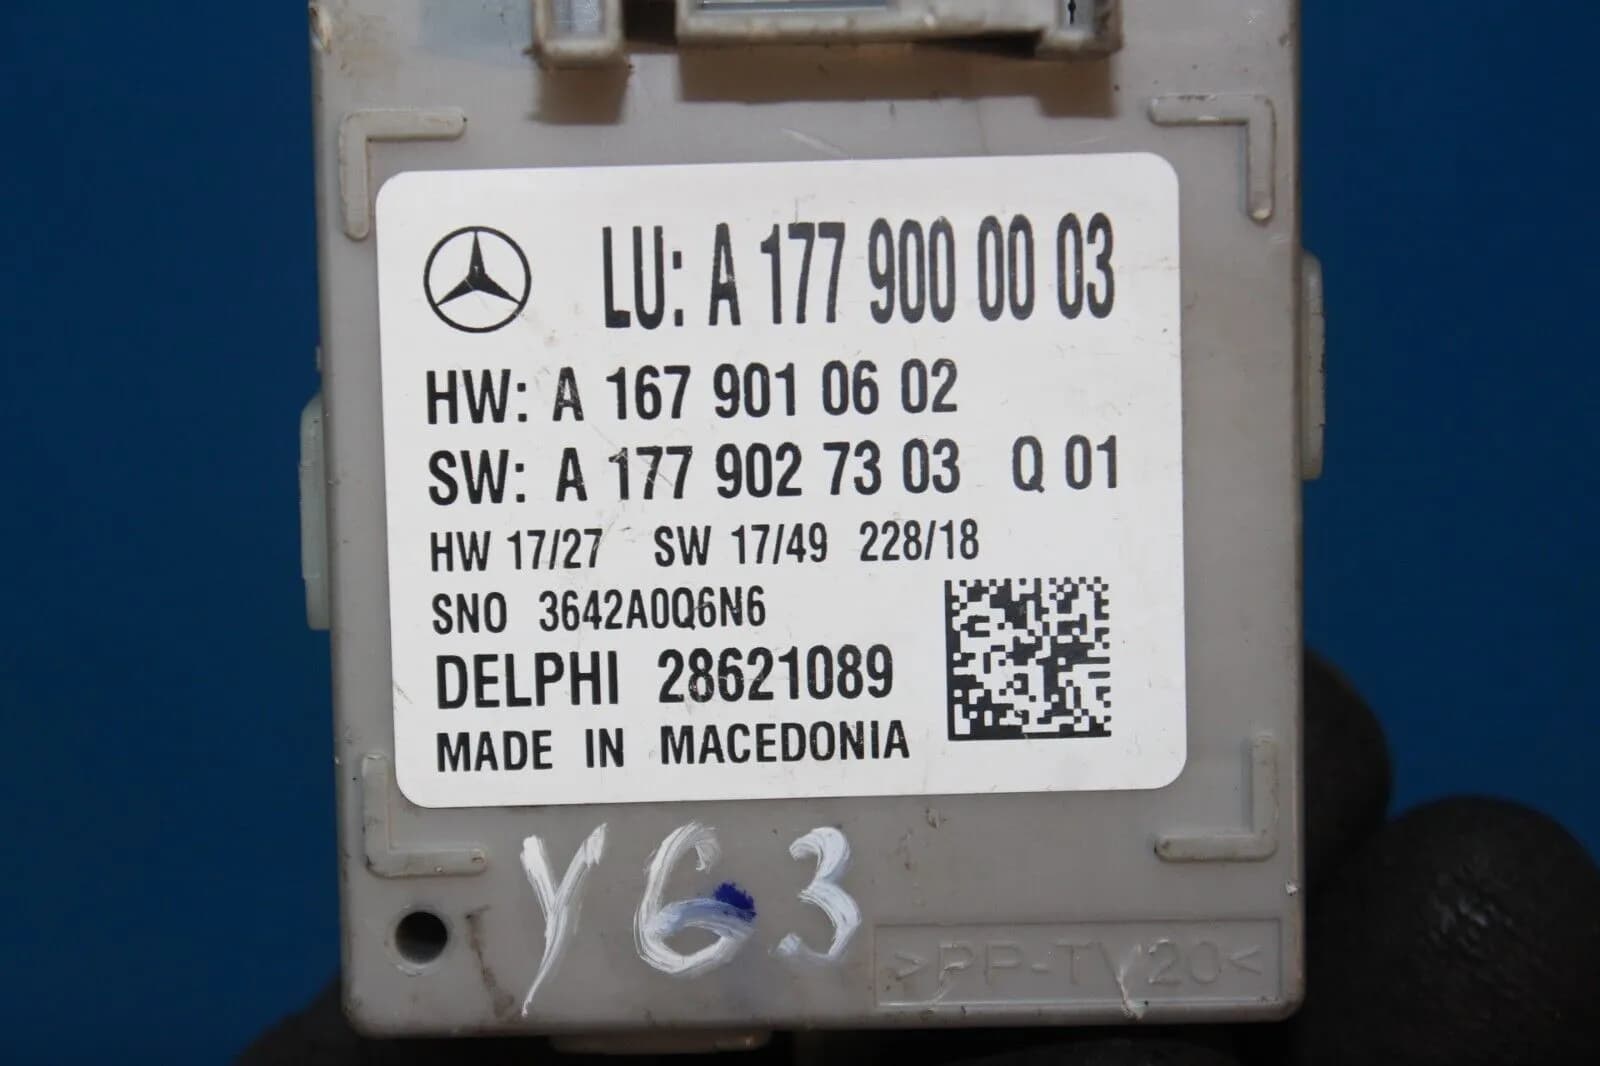 LU: A 177 900 00 03
HW: A 167 901 06 02
SW: A 177 902 73 03 Q 01
HW 17/27 SW 17/49 228/18
SNO 3642A0Q6N6
DELPHI 28621089
MADE IN MACEDONIA
Y63
>PP-TV20<